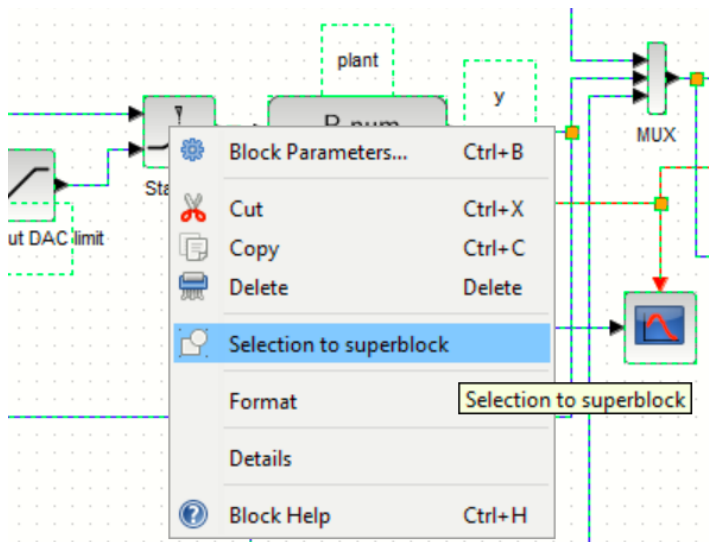 plant
y
P_num
MUX
Block Parameters... Ctrl+B
Sta
Cut Ctrl+X
ut DAC limit
Copy Ctrl+C
Delete Delete
Selection to superblock
Format
Selection to superblock
Details
Block Help Ctrl+H